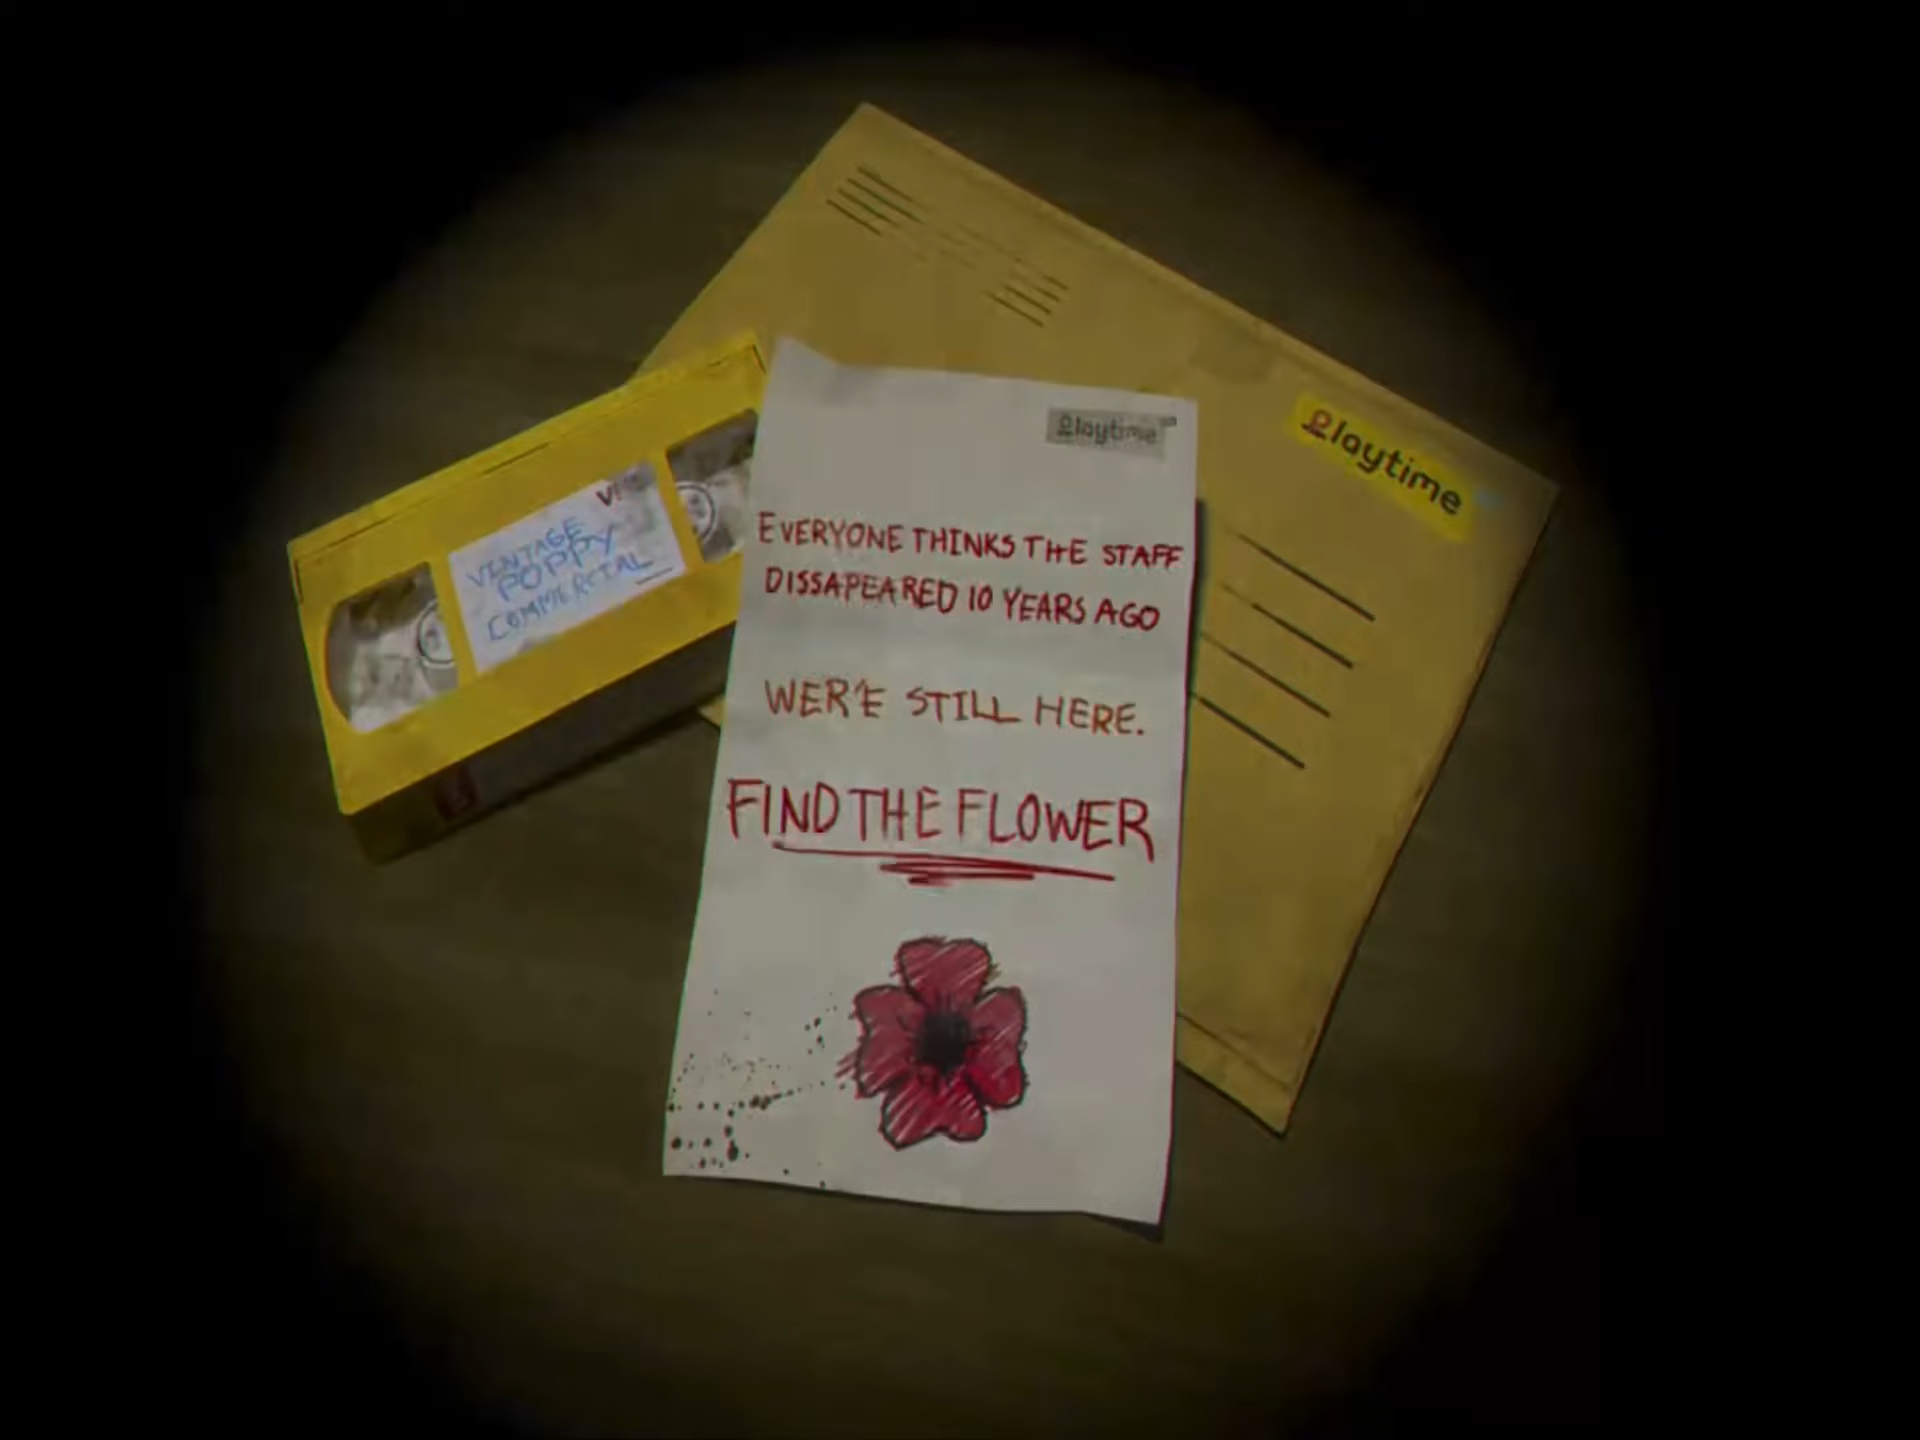 Playtime
Playtime
VINTAGE
POPPY
COMMERCIAL
EVERYONE THINKS THE STAFF
DISSAPEARED 10 YEARS AGO
WER'E STILL HERE.
FIND THE FLOWER